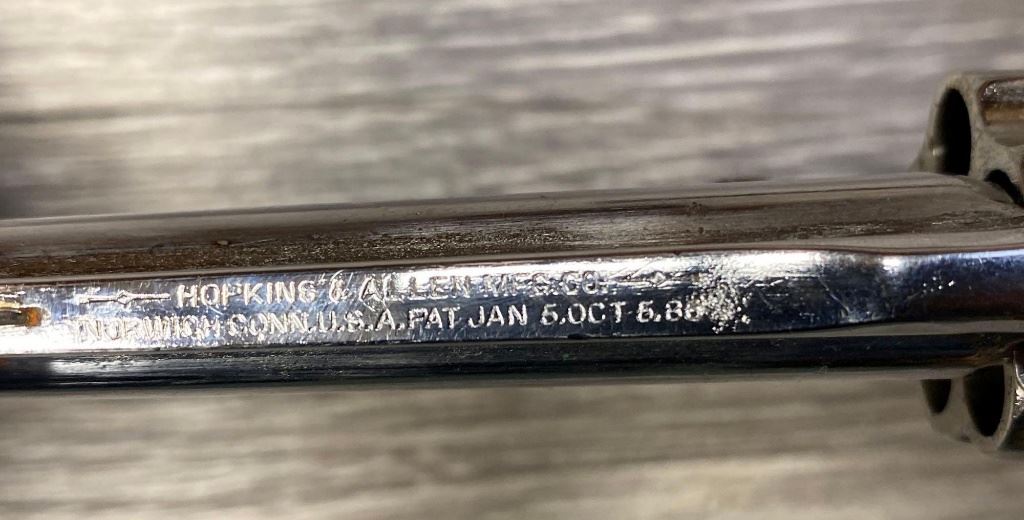 HOPKINS & ALLEN MFG.CO.
NORWICH CONN.U.S.A.PAT JAN 5.OCT 5.86